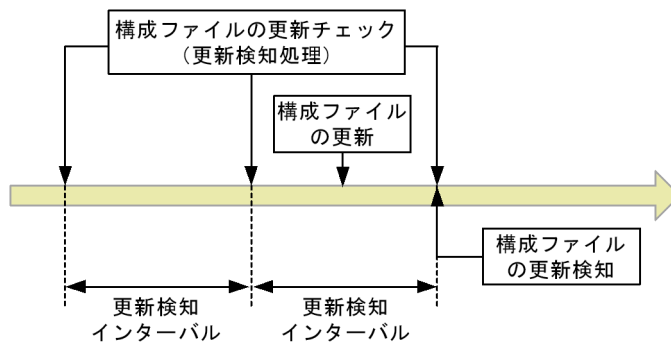 構成ファイルの更新チェック
（更新検知処理）
構成ファイル
の更新
構成ファイル
の更新検知
更新検知
インターバル
更新検知
インターバル